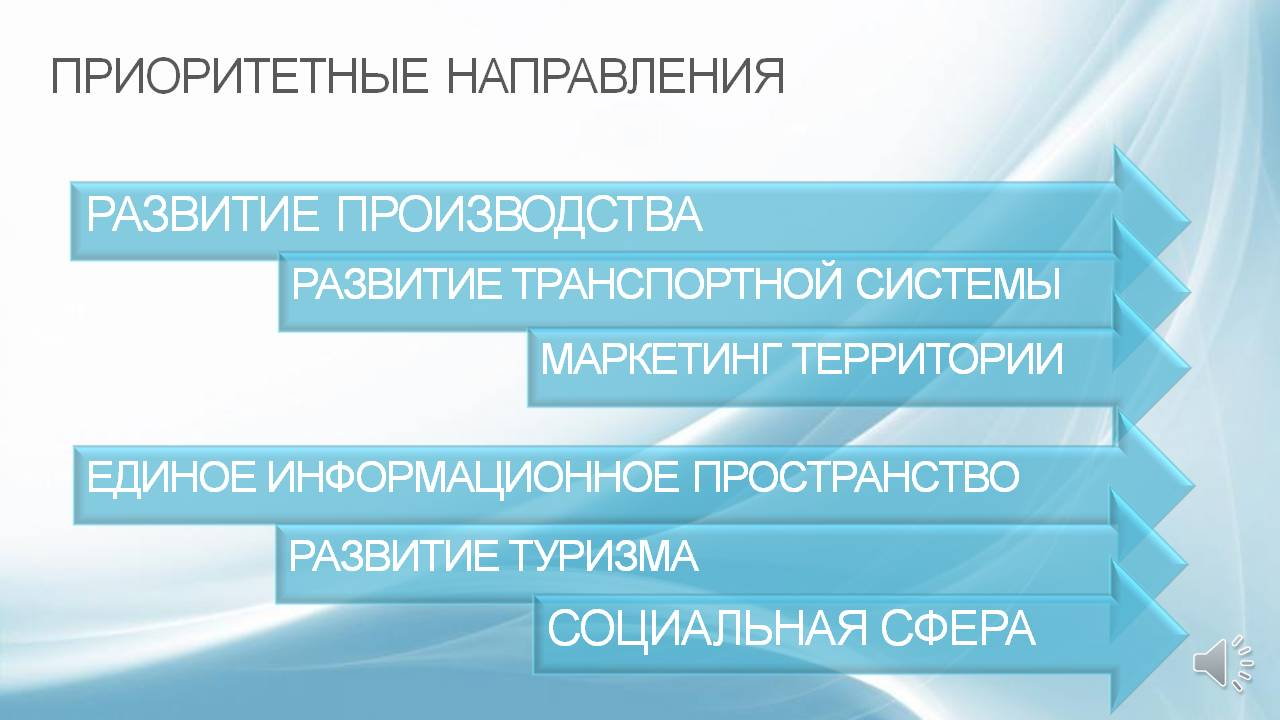 ПРИОРИТЕТНЫЕ НАПРАВЛЕНИЯ
РАЗВИТИЕ ПРОИЗВОДСТВА
РАЗВИТИЕ ТРАНСПОРТНОЙ СИСТЕМЫ
МАРКЕТИНГ ТЕРРИТОРИИ
ЕДИНОЕ ИНФОРМАЦИОННОЕ ПРОСТРАНСТВО
РАЗВИТИЕ ТУРИЗМА
СОЦИАЛЬНАЯ СФЕРА